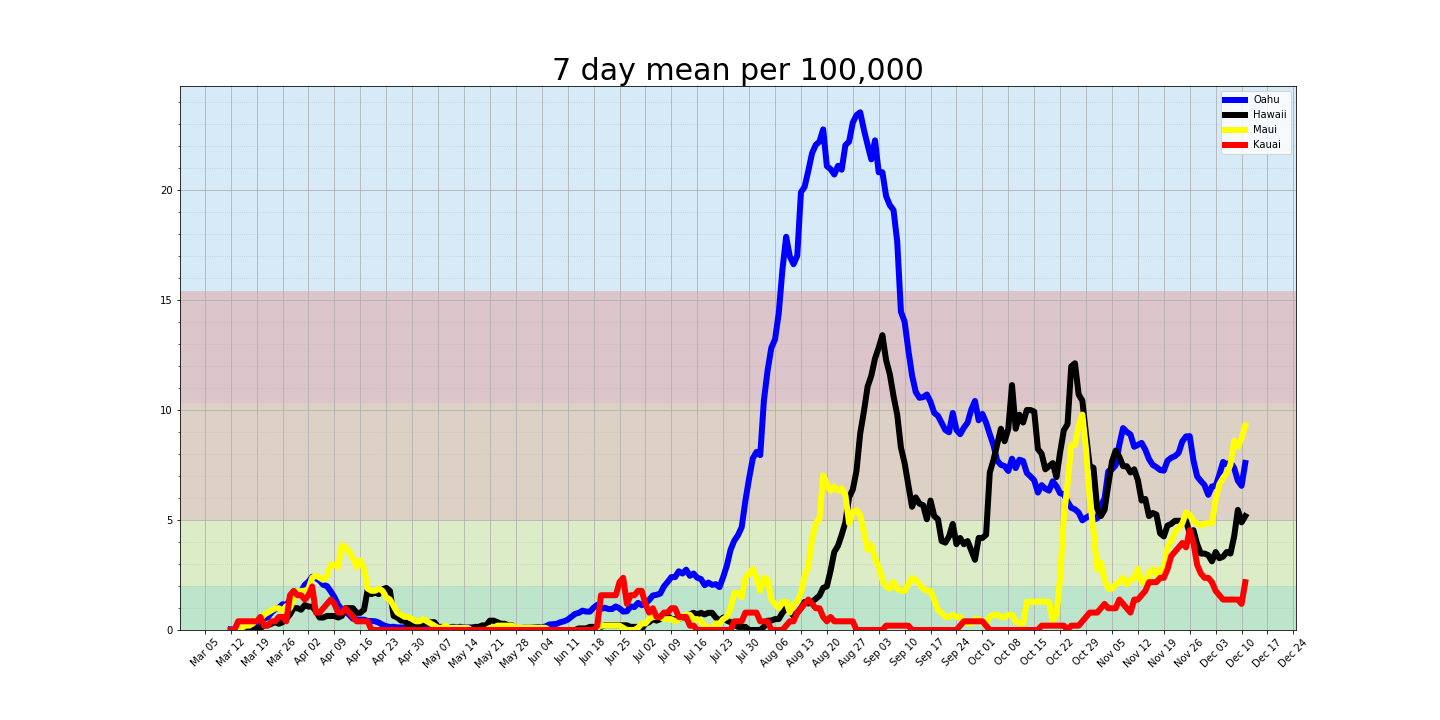 7 day mean per 100,000
Oahu
Hawaii
Maui
Kauai
20
15
10
5
0
Mar 05
Mar 12
Mar 19
Mar 26
Apr 02
Apr 09
Apr 16
Apr 23
Apr 30
May 07
May 14
May 21
May 28
Jun 04
Jun 11
Jun 18
Jun 25
Jul 02
Jul 09
Jul 16
Jul 23
Jul 30
Aug 06
Aug 13
Aug 20
Aug 27
Sep 03
Sep 10
Sep 17
Sep 24
Oct 01
Oct 08
Oct 15
Oct 22
Oct 29
Nov 05
Nov 12
Nov 19
Nov 26
Dec 03
Dec 10
Dec 17
Dec 24